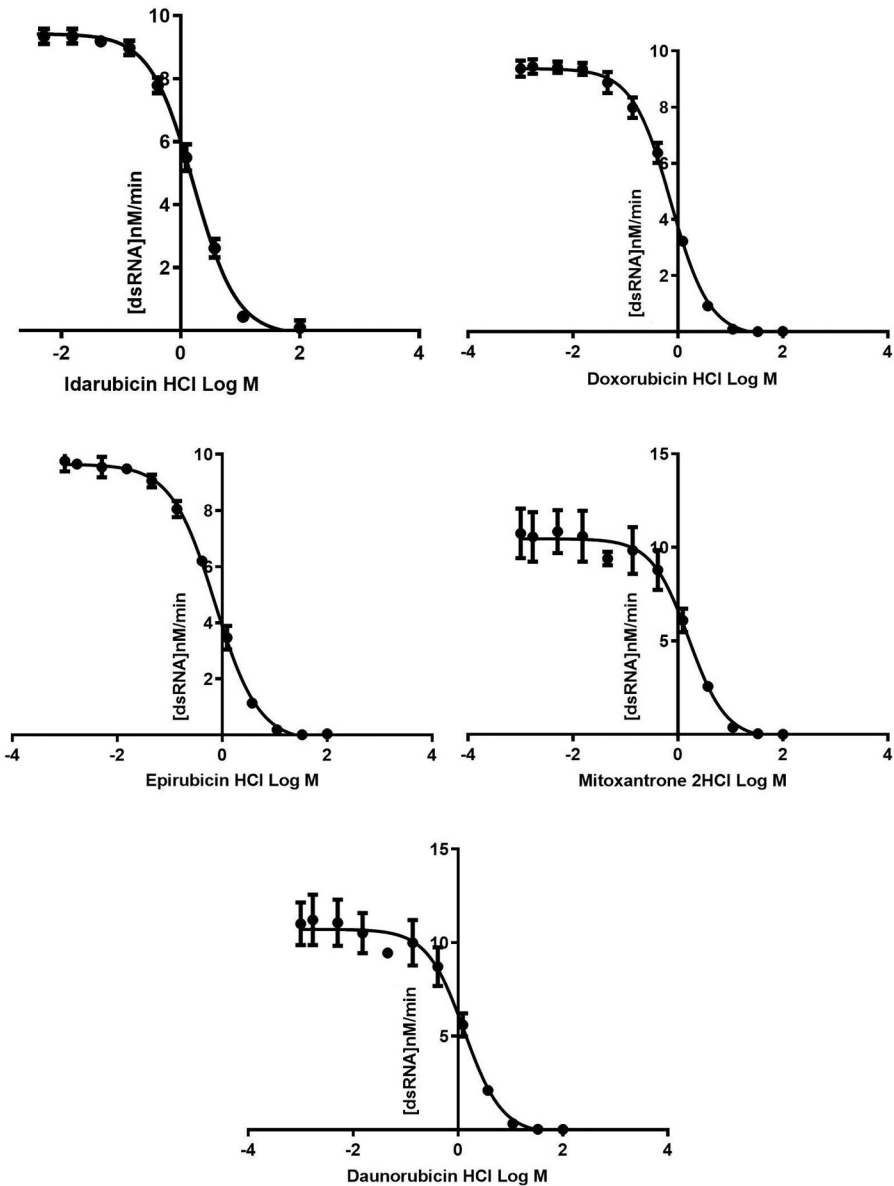 10
8
6
4
2
[dsRNA]nM/min
-2 0 2 4
Idarubicin HCl Log M
10
8
6
4
2
[dsRNA]nM/min
-4 -2 0 2 4
Doxorubicin HCl Log M
10
8
6
4
2
[dsRNA]nM/min
-4 -2 0 2 4
Epirubicin HCl Log M
15
10
5
[dsRNA]nM/min
-4 -2 0 2 4
Mitoxantrone 2HCl Log M
15
10
5
[dsRNA]nM/min
-4 -2 0 2 4
Daunorubicin HCl Log M